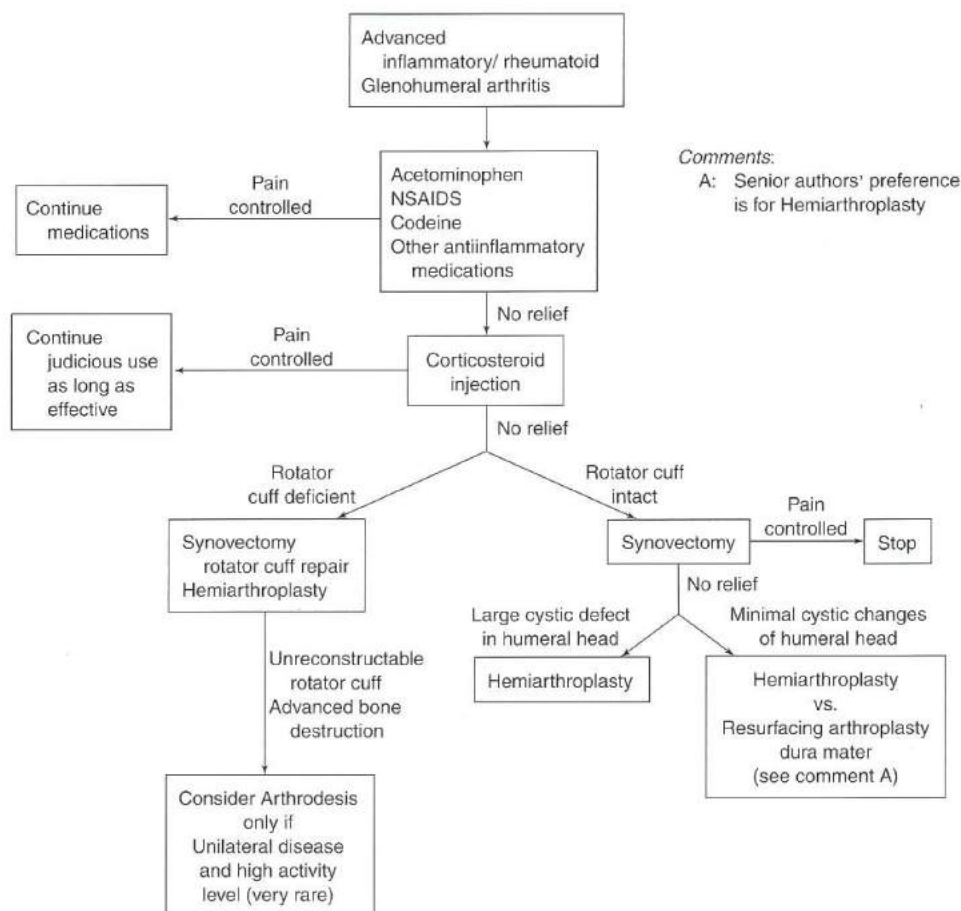 Advanced
inflammatory/ rheumatoid
Glenohumeral arthritis
Comments:
A: Senior authors' preference
is for Hemiarthroplasty
Acetominophen
NSAIDS
Codeine
Other antiinflammatory
medications
Pain
controlled
Continue
medications
No relief
Corticosteroid
injection
Pain
controlled
Continue
judicious use
as long as
effective
No relief
Rotator
cuff deficient
Rotator cuff
intact
Synovectomy
rotator cuff repair
Hemiarthroplasty
Synovectomy
Pain
controlled
Stop
No relief
Large cystic defect
in humeral head
Minimal cystic changes
of humeral head
Hemiarthroplasty
Hemiarthroplasty
vs.
Resurfacing arthroplasty
dura mater
(see comment A)
Unreconstructable
rotator cuff
Advanced bone
destruction
Consider Arthrodesis
only if
Unilateral disease
and high activity
level (very rare)